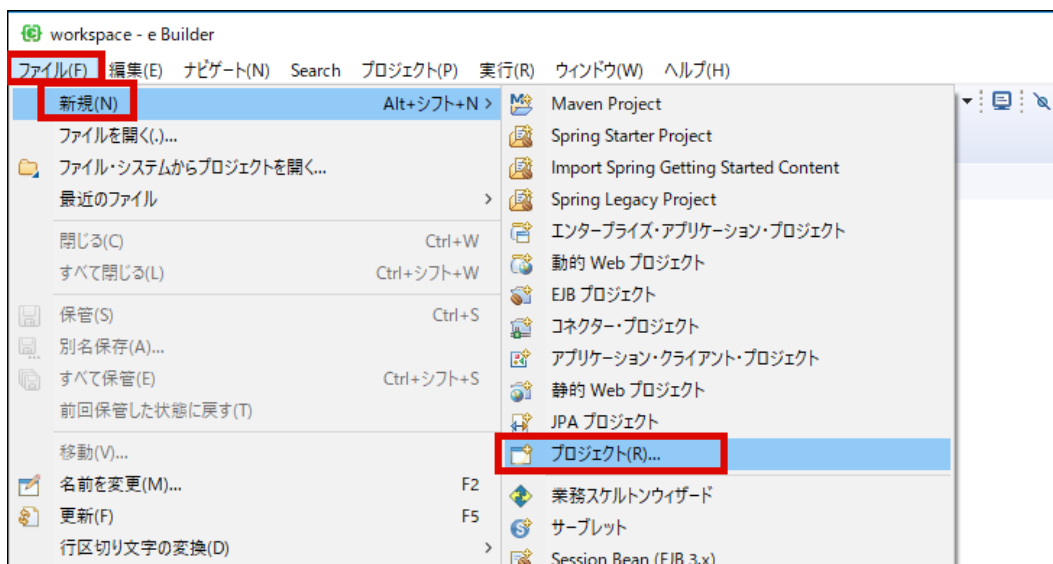 workspace - e Builder
ファイル(F) 編集(E) ナビゲート(N) Search プロジェクト(P) 実行(R) ウィンドウ(W) ヘルプ(H)
新規(N) Alt+シフト+N >
ファイルを開く(.)...
ファイル・システムからプロジェクトを開く...
最近のファイル >
閉じる(C) Ctrl+W
すべて閉じる(L) Ctrl+シフト+W
保管(S) Ctrl+S
別名保存(A)...
すべて保管(E) Ctrl+シフト+S
前回保管した状態に戻す(T)
移動(V)...
名前を変更(M)... F2
更新(F) F5
行区切り文字の変換(D) >
Maven Project
Spring Starter Project
Import Spring Getting Started Content
Spring Legacy Project
エンタープライズ・アプリケーション・プロジェクト
動的 Web プロジェクト
EJB プロジェクト
コネクター・プロジェクト
アプリケーション・クライアント・プロジェクト
静的 Web プロジェクト
JPA プロジェクト
プロジェクト(R)...
業務スケルトンウィザード
サーブレット
Session Bean (EJB 3.x)